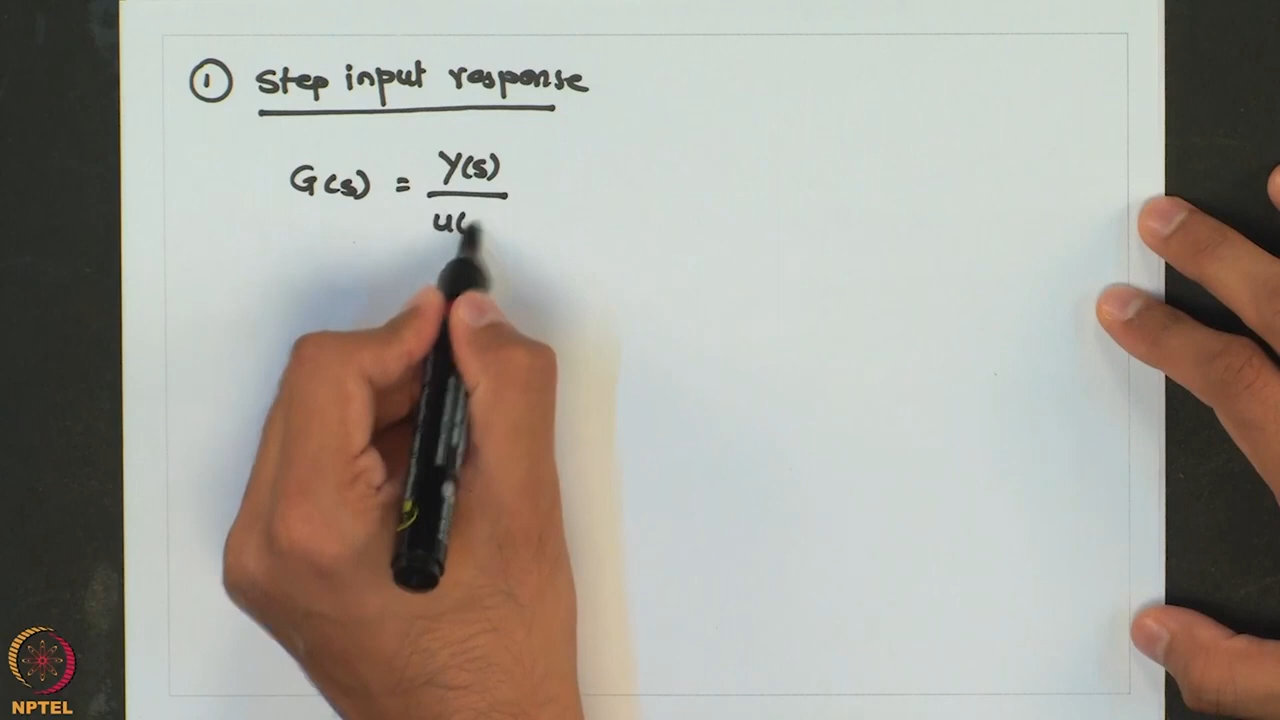 ① Step input response
G(s) = Y(s)
u(
NPTEL